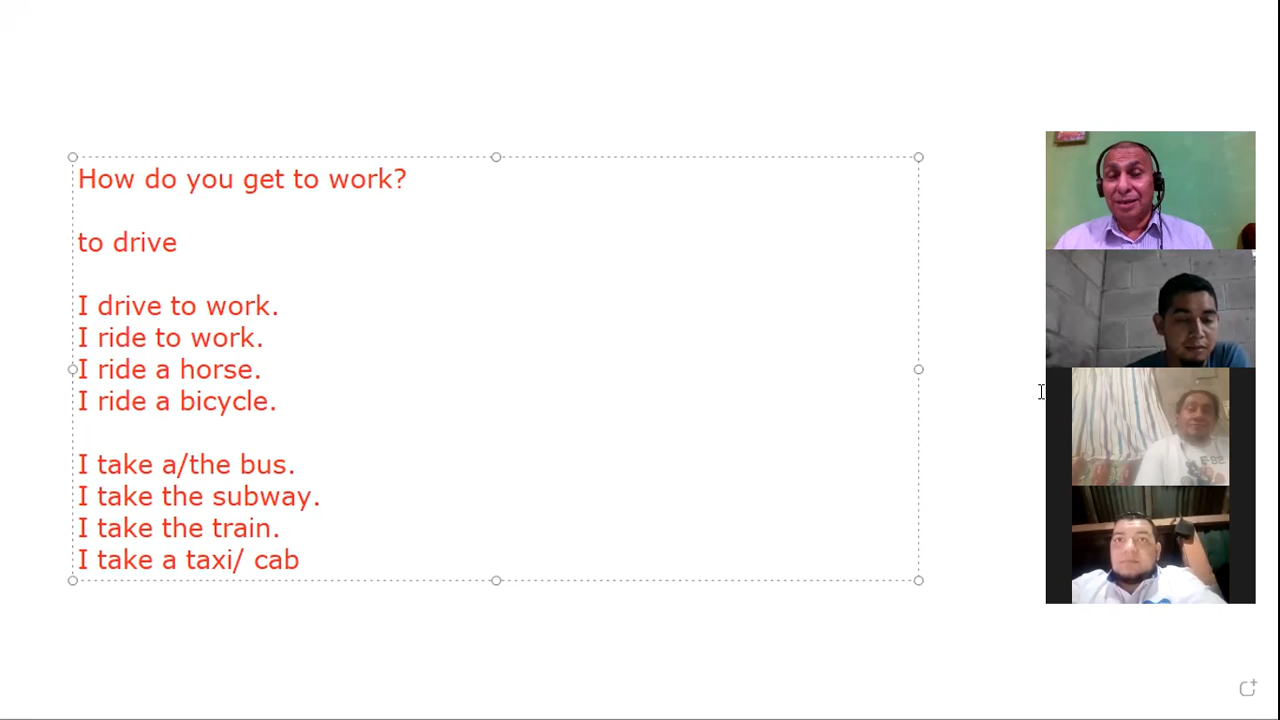 How do you get to work?
to drive
I drive to work.
I ride to work.
I ride a horse.
I ride a bicycle.
I take a/the bus.
I take the subway.
I take the train.
I take a taxi/ cab